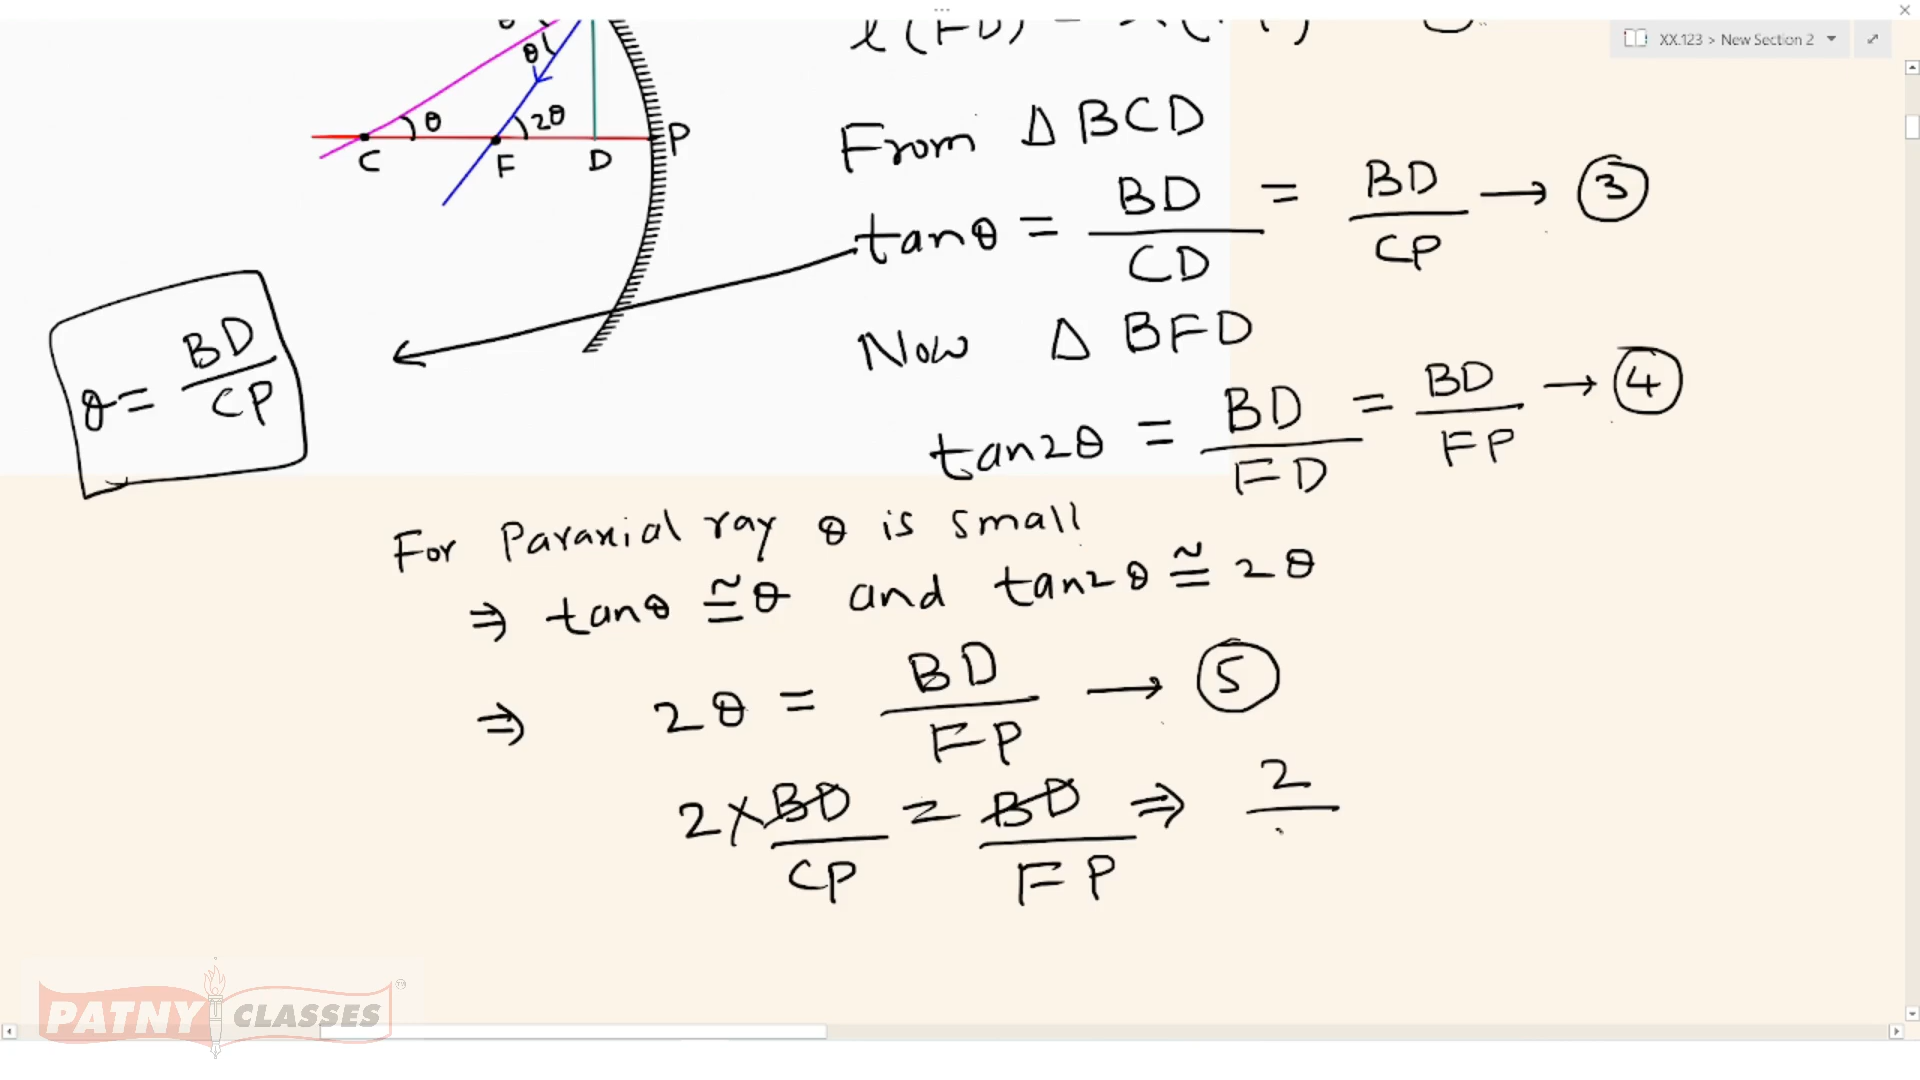 XX.123 > New Section 2
θ
θ
2θ
C
F
D
P
From Δ BCD
tanθ = BD/CD = BD/CP → ③
Now Δ BFD
tan2θ = BD/FD = BD/FP → ④
θ = BD/CP
For Paraxial ray θ is small
⇒ tanθ ≅ θ and tan2θ ≅ 2θ
⇒ 2θ = BD/FP → ⑤
2 × BD/CP = BD/FP ⇒ 2/
PATNY CLASSES